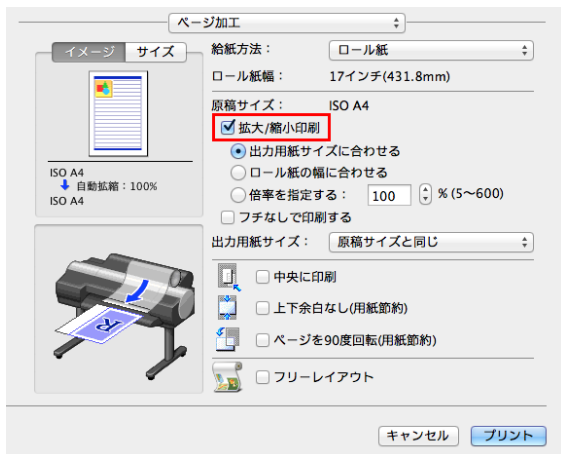 ページ加工
イメージ サイズ
給紙方法： ロール紙
ロール紙幅： 17インチ(431.8mm)
原稿サイズ： ISO A4
拡大/縮小印刷
出力用紙サイズに合わせる
ロール紙の幅に合わせる
倍率を指定する： 100 % (5～600)
フチなしで印刷する
出力用紙サイズ： 原稿サイズと同じ
ISO A4
自動拡縮：100%
ISO A4
中央に印刷
上下余白なし(用紙節約)
ページを90度回転(用紙節約)
フリーレイアウト
R
キャンセル プリント